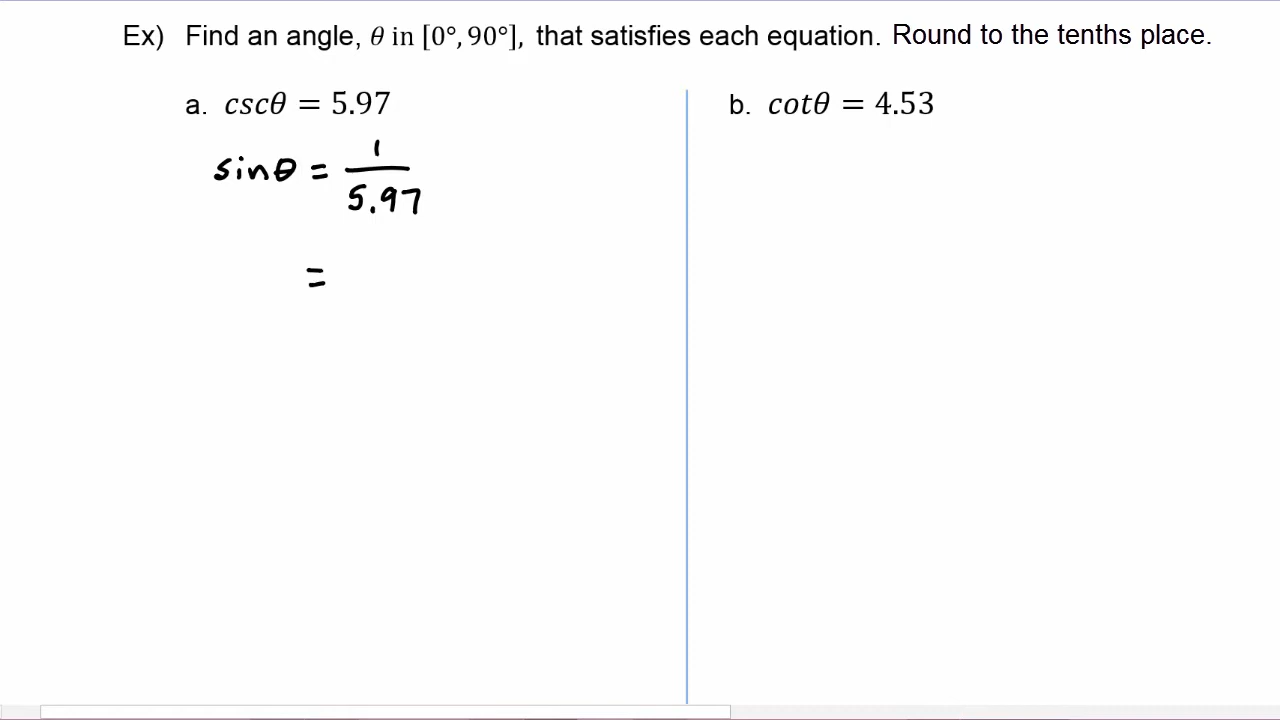 Ex) Find an angle, θ in [0°, 90°], that satisfies each equation. Round to the tenths place.
a. cscθ = 5.97
sinθ = 1/5.97
=
b. cotθ = 4.53